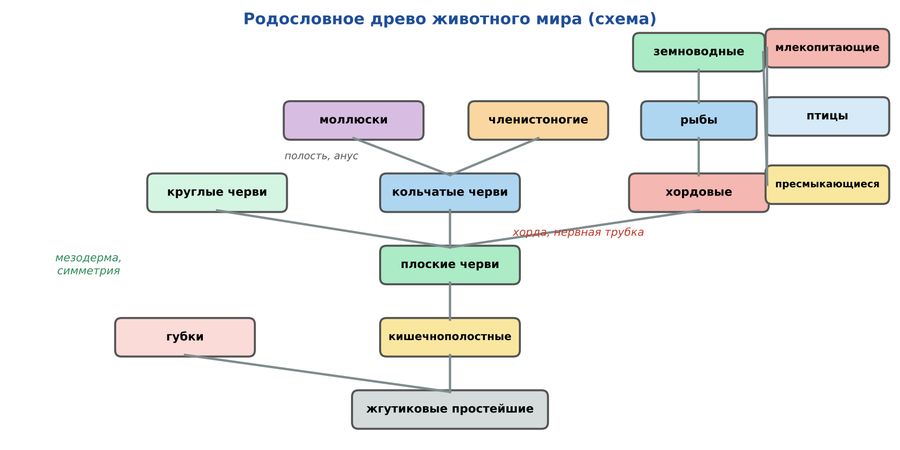 Родословное древо животного мира (схема)
земноводные
млекопитающие
моллюски
членистоногие
рыбы
птицы
полость, анус
круглые черви
кольчатые черви
хордовые
пресмыкающиеся
хорда, нервная трубка
мезодерма,
симметрия
плоские черви
губки
кишечнополостные
жгутиковые простейшие